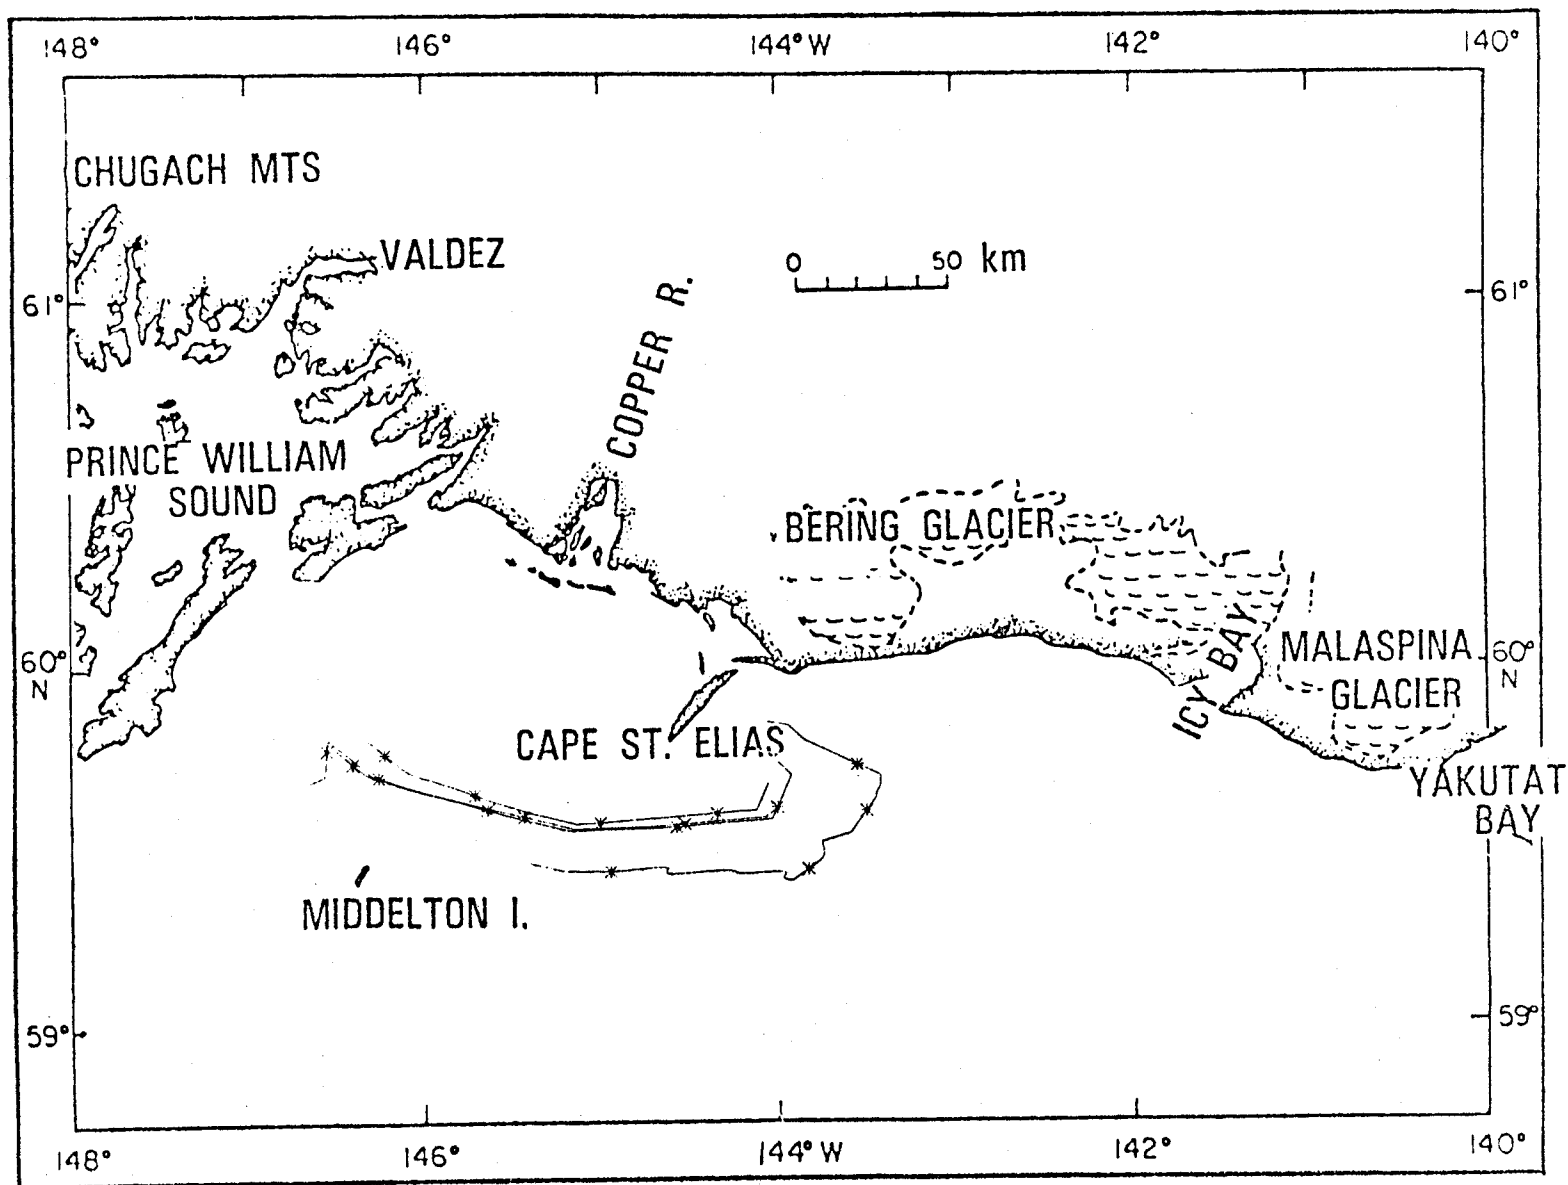 148° 146° 144° W 142° 140°
CHUGACH MTS
VALDEZ
0 50 km
61° 61°
COPPER R.
PRINCE WILLIAM
SOUND
BERING GLACIER
ICY BAY
MALASPINA
GLACIER
60° 60°
N N
CAPE ST. ELIAS
YAKUTAT
BAY
MIDDELTON I.
59° 59°
148° 146° 144° W 142° 140°